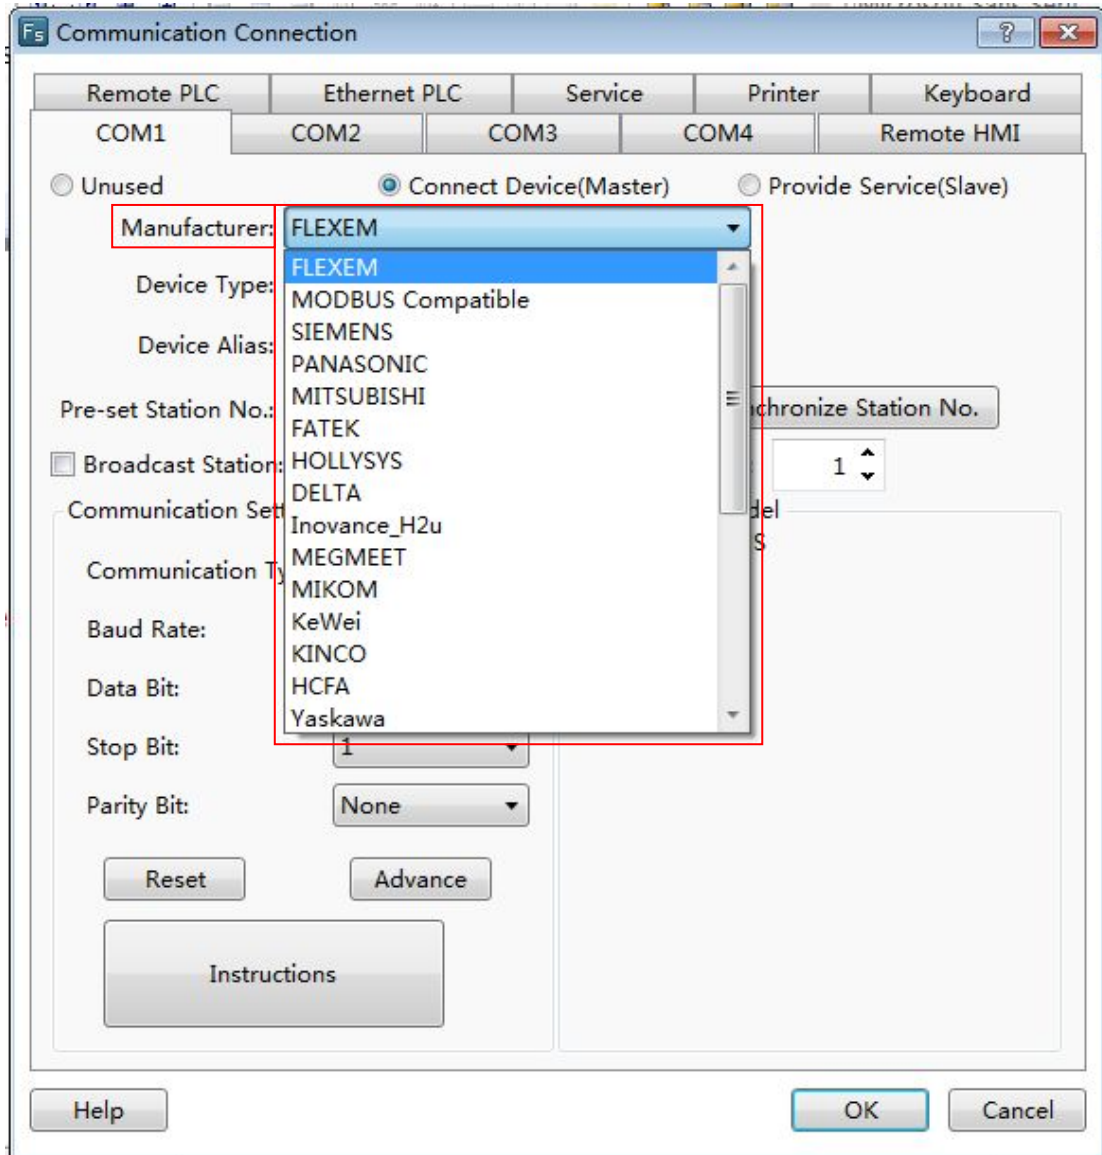 Fs Communication Connection
Remote PLC Ethernet PLC Service Printer Keyboard
COM1 COM2 COM3 COM4 Remote HMI
Unused Connect Device(Master) Provide Service(Slave)
Manufacturer: FLEXEM
FLEXEM
Device Type:
MODBUS Compatible
SIEMENS
Device Alias:
PANASONIC
MITSUBISHI
Pre-set Station No.: chronize Station No.
FATEK
HOLLYSYS
Broadcast Station: 1
DELTA
Communication Sett del
Inovance_H2u
S
MEGMEET
Communication Ty
MIKOM
KeWei
Baud Rate:
KINCO
Data Bit:
HCFA
Yaskawa
Stop Bit: 1
Parity Bit: None
Reset Advance
Instructions
Help OK Cancel